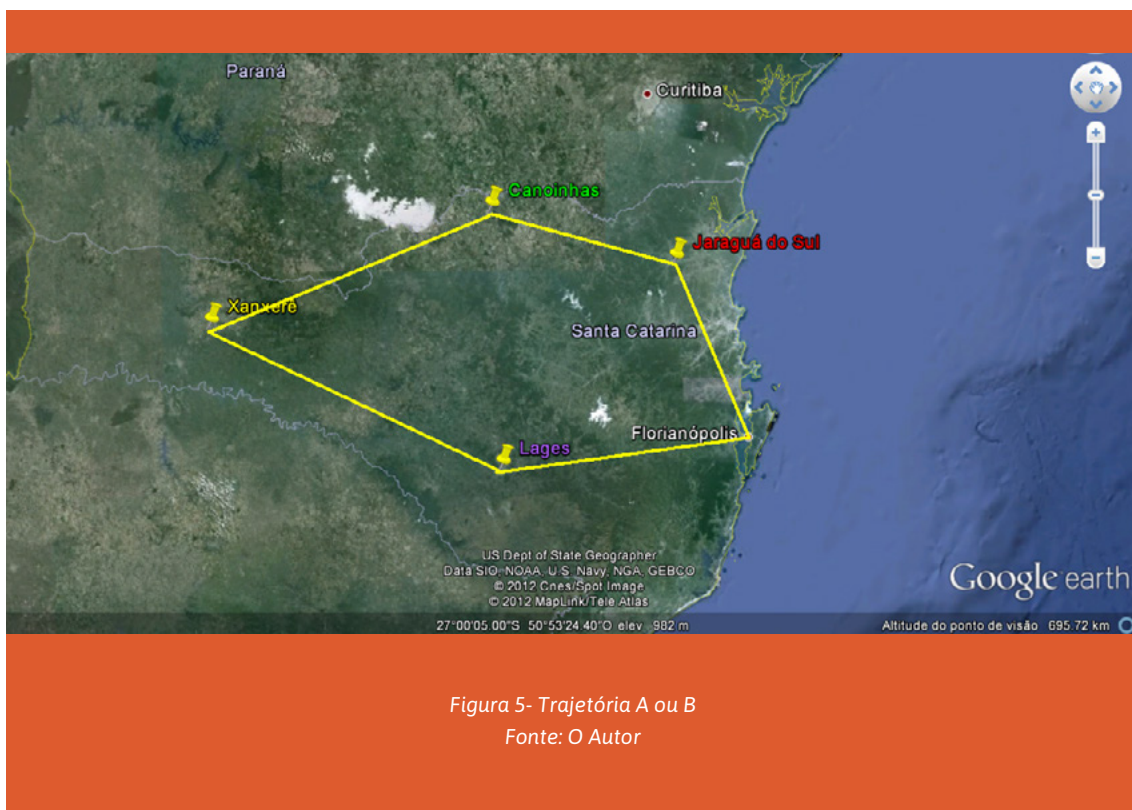 Paraná
Curitiba
Canoinhas
Jaraguá do Sul
Xanxerê
Santa Catarina
Florianópolis
Lages
US Dept of State Geographer
Data SIO, NOAA, U.S. Navy, NGA, GEBCO
© 2012 Cnes/Spot Image
© 2012 MapLink/Tele Atlas
Google earth
27°00'05.00"S 50°53'24.40"O elev 982 m
Altitude do ponto de visão 695.72 km
Figura 5- Trajetória A ou B
Fonte: O Autor